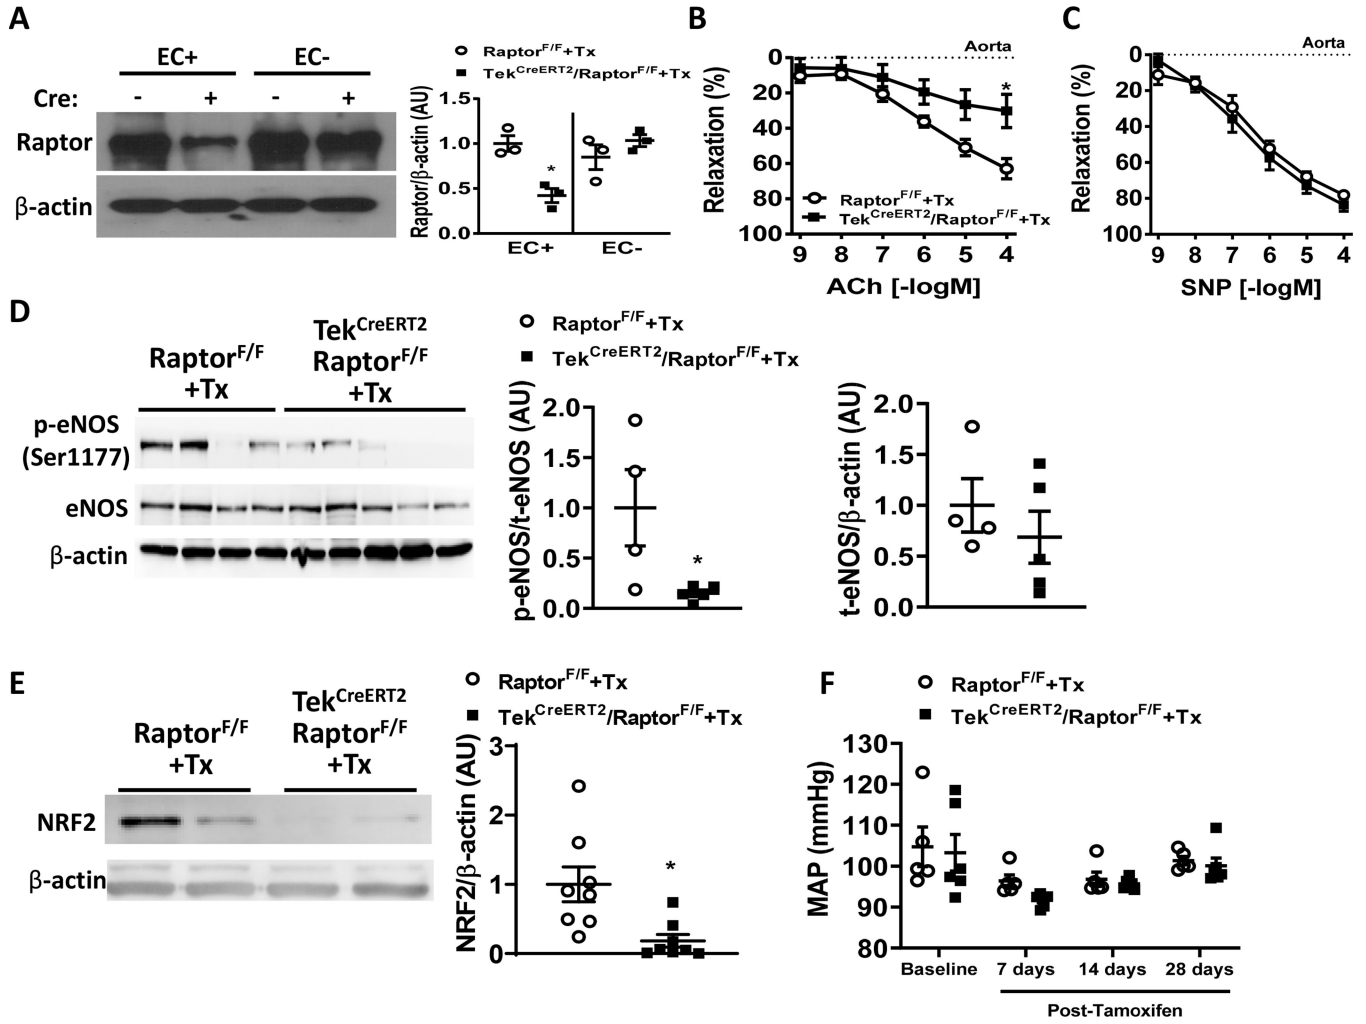 A
EC+ EC-
Cre: - + - +
Raptor
β-actin
Raptor^F/F+Tx
Tek^CreERT2/Raptor^F/F+Tx
Raptor/β-actin (AU)
1.5
1.0
0.5
0.0
*
EC+ EC-
B
Aorta
Relaxation (%)
0
20
40
60
80
100
*
Raptor^F/F+Tx
Tek^CreERT2/Raptor^F/F+Tx
9 8 7 6 5 4
ACh [-logM]
C
Aorta
Relaxation (%)
0
20
40
60
80
100
9 8 7 6 5 4
SNP [-logM]
D
Raptor^F/F
+Tx
Tek^CreERT2
Raptor^F/F
+Tx
p-eNOS
(Ser1177)
eNOS
β-actin
Raptor^F/F+Tx
Tek^CreERT2/Raptor^F/F+Tx
p-eNOS/t-eNOS (AU)
2.0
1.5
1.0
0.5
0.0
*
t-eNOS/β-actin (AU)
2.0
1.5
1.0
0.5
0.0
E
Raptor^F/F
+Tx
Tek^CreERT2
Raptor^F/F
+Tx
NRF2
β-actin
Raptor^F/F+Tx
Tek^CreERT2/Raptor^F/F+Tx
NRF2/β-actin (AU)
3
2
1
0
*
F
Raptor^F/F+Tx
Tek^CreERT2/Raptor^F/F+Tx
MAP (mmHg)
130
120
110
100
90
80
Baseline 7 days 14 days 28 days
Post-Tamoxifen